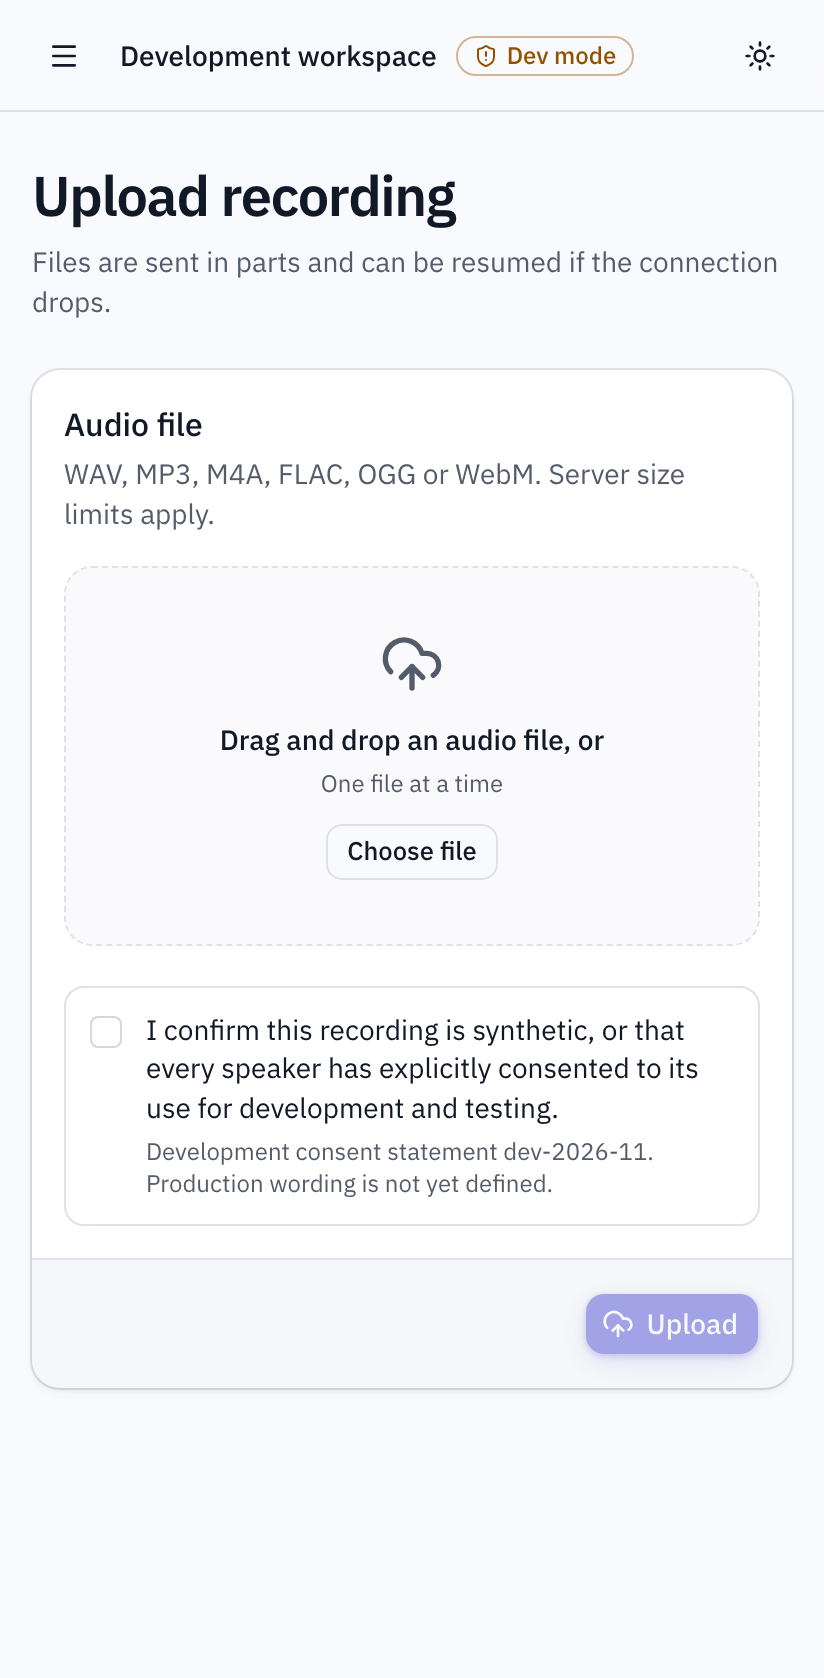 Development workspace
Dev mode
Upload recording
Files are sent in parts and can be resumed if the connection
drops.
Audio file
WAV, MP3, M4A, FLAC, OGG or WebM. Server size
limits apply.
Drag and drop an audio file, or
One file at a time
Choose file
I confirm this recording is synthetic, or that
every speaker has explicitly consented to its
use for development and testing.
Development consent statement dev-2026-11.
Production wording is not yet defined.
Upload